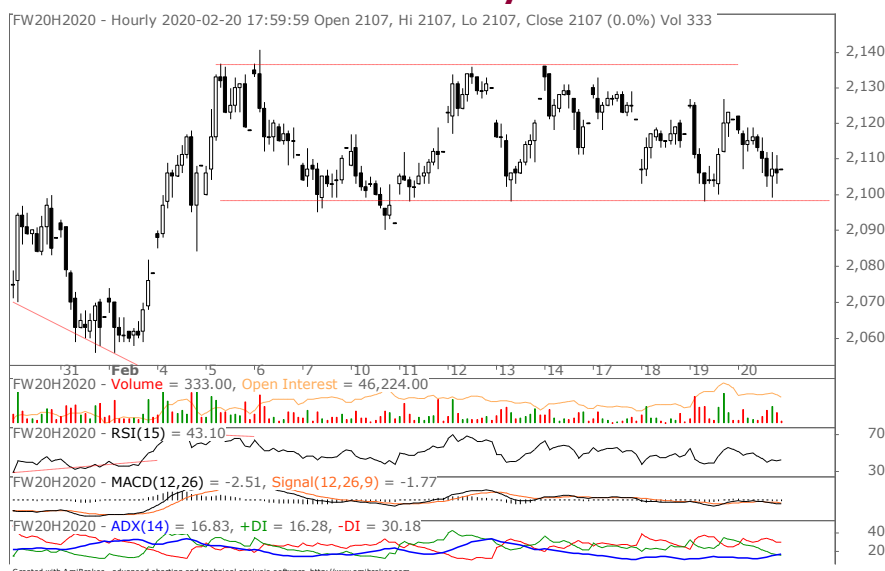 FW20H2020 - Hourly 2020-02-20 17:59:59 Open 2107, Hi 2107, Lo 2107, Close 2107 (0.0%) Vol 333
2,140
2,130
2,120
2,110
2,100
2,090
2,080
2,070
2,060
31 Feb 4 5 6 7 10 11 12 13 14 17 18 19 20
FW20H2020 - Volume = 333.00, Open Interest = 46,224.00
FW20H2020 - RSI(15) = 43.10
70
30
FW20H2020 - MACD(12,26) = -2.51, Signal(12,26,9) = -1.77
FW20H2020 - ADX(14) = 16.83, +DI = 16.28, -DI = 30.18
40
20